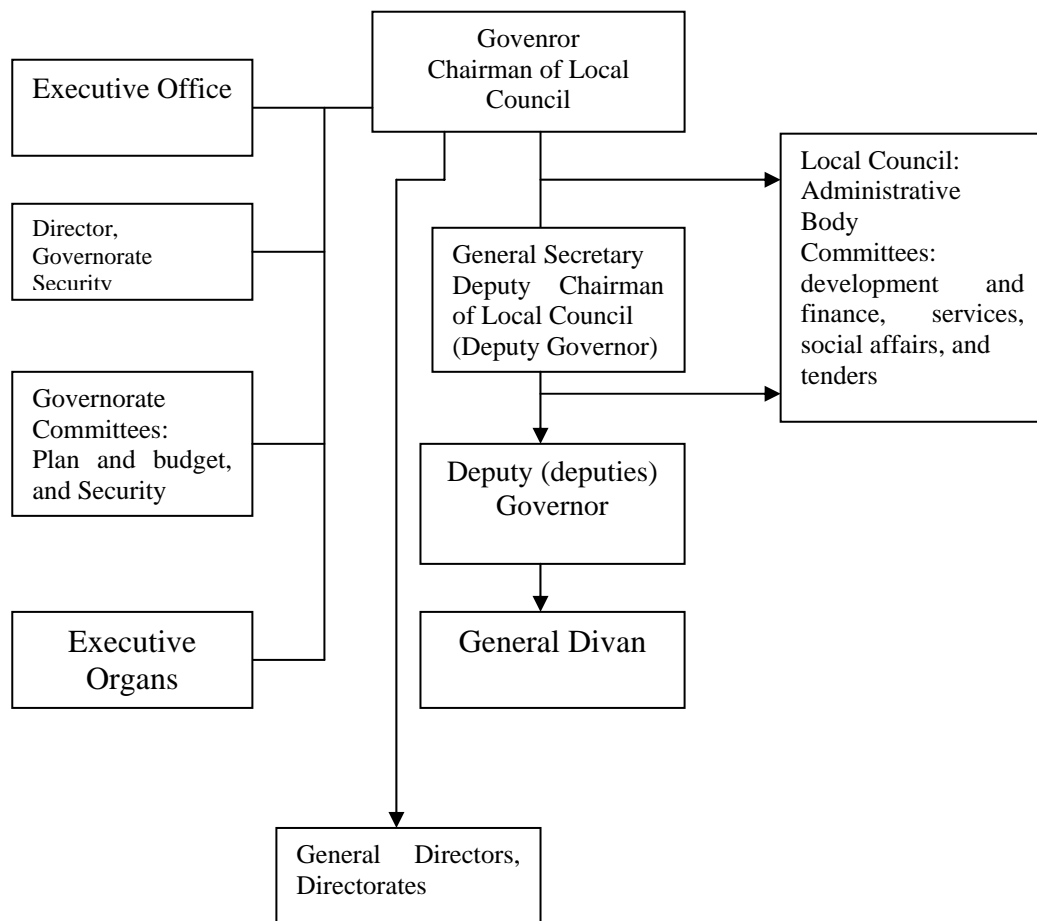 Govenror
Chairman of Local
Council
Executive Office
Local Council:
Administrative
Body
Committees:
development and
finance, services,
social affairs, and
tenders
Director,
Governorate
Security
General Secretary
Deputy Chairman
of Local Council
(Deputy Governor)
Governorate
Committees:
Plan and budget,
and Security
Deputy (deputies)
Governor
Executive
Organs
General Divan
General Directors,
Directorates